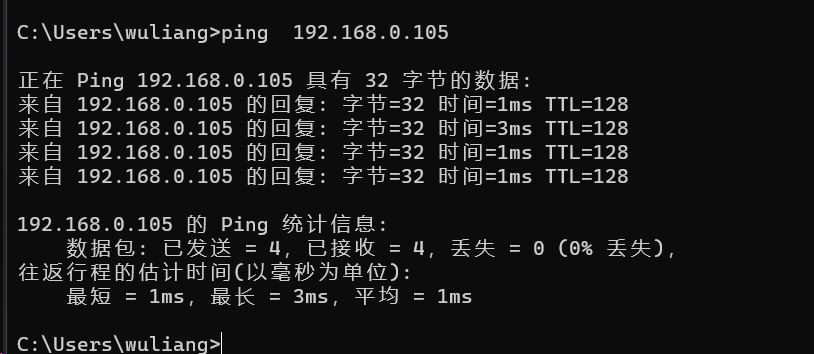 C:\Users\wuliang>ping  192.168.0.105
正在 Ping 192.168.0.105 具有 32 字节的数据:
来自 192.168.0.105 的回复: 字节=32 时间=1ms TTL=128
来自 192.168.0.105 的回复: 字节=32 时间=3ms TTL=128
来自 192.168.0.105 的回复: 字节=32 时间=1ms TTL=128
来自 192.168.0.105 的回复: 字节=32 时间=1ms TTL=128
192.168.0.105 的 Ping 统计信息:
    数据包: 已发送 = 4，已接收 = 4，丢失 = 0 (0% 丢失)，
往返行程的估计时间(以毫秒为单位):
    最短 = 1ms，最长 = 3ms，平均 = 1ms
C:\Users\wuliang>